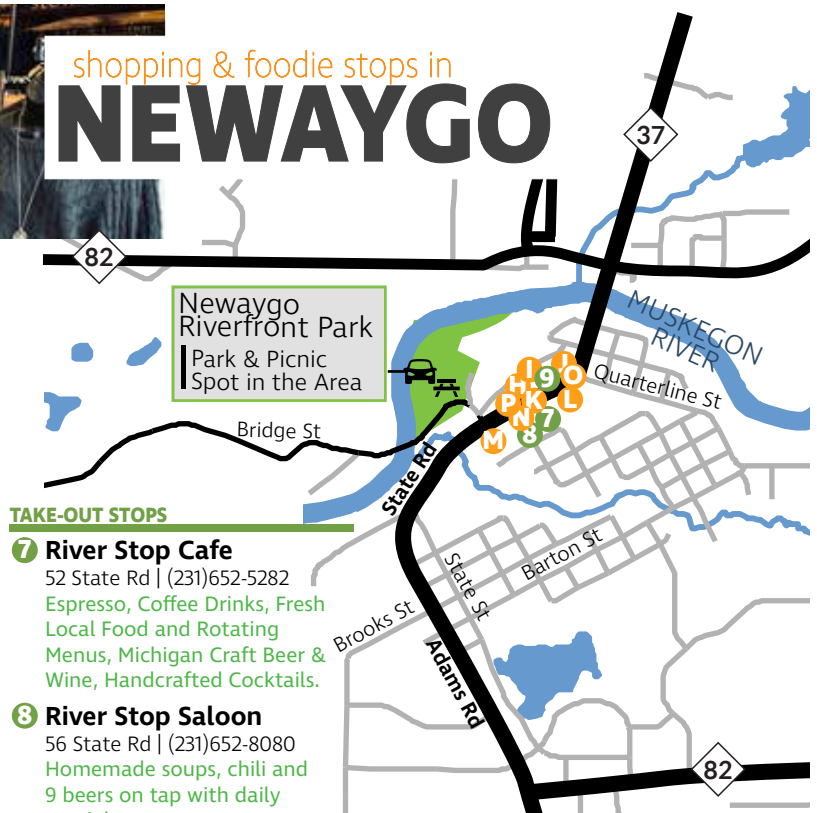 shopping & foodie stops in
NEWAYGO
37
82
Newaygo
Riverfront Park
Park & Picnic
Spot in the Area
MUSKEGON
RIVER
Quarterline St
I
I
9
O
H
P
K
L
N
7
8
M
Bridge St
State Rd
State St
Barton St
Brooks St
Adams Rd
82
TAKE-OUT STOPS
7 River Stop Cafe
52 State Rd | (231)652-5282
Espresso, Coffee Drinks, Fresh
Local Food and Rotating
Menus, Michigan Craft Beer &
Wine, Handcrafted Cocktails.
8 River Stop Saloon
56 State Rd | (231)652-8080
Homemade soups, chili and
9 beers on tap with daily